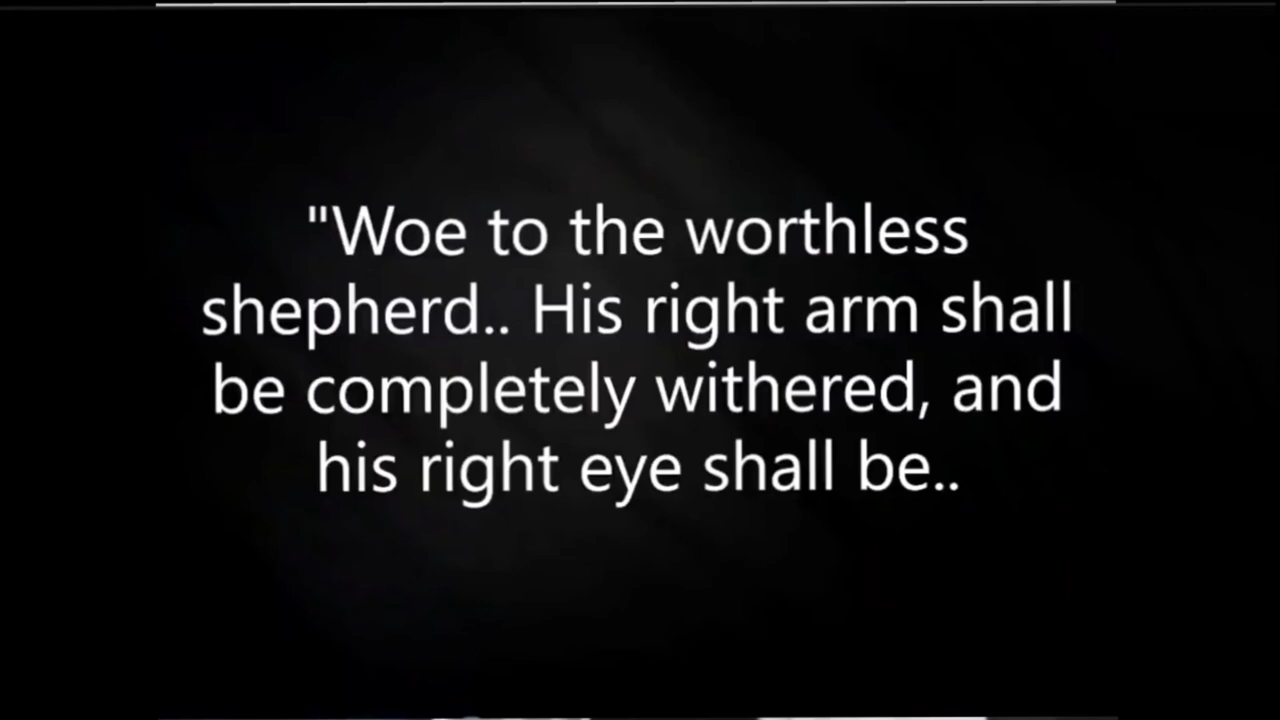 "Woe to the worthless
shepherd.. His right arm shall
be completely withered, and
his right eye shall be..